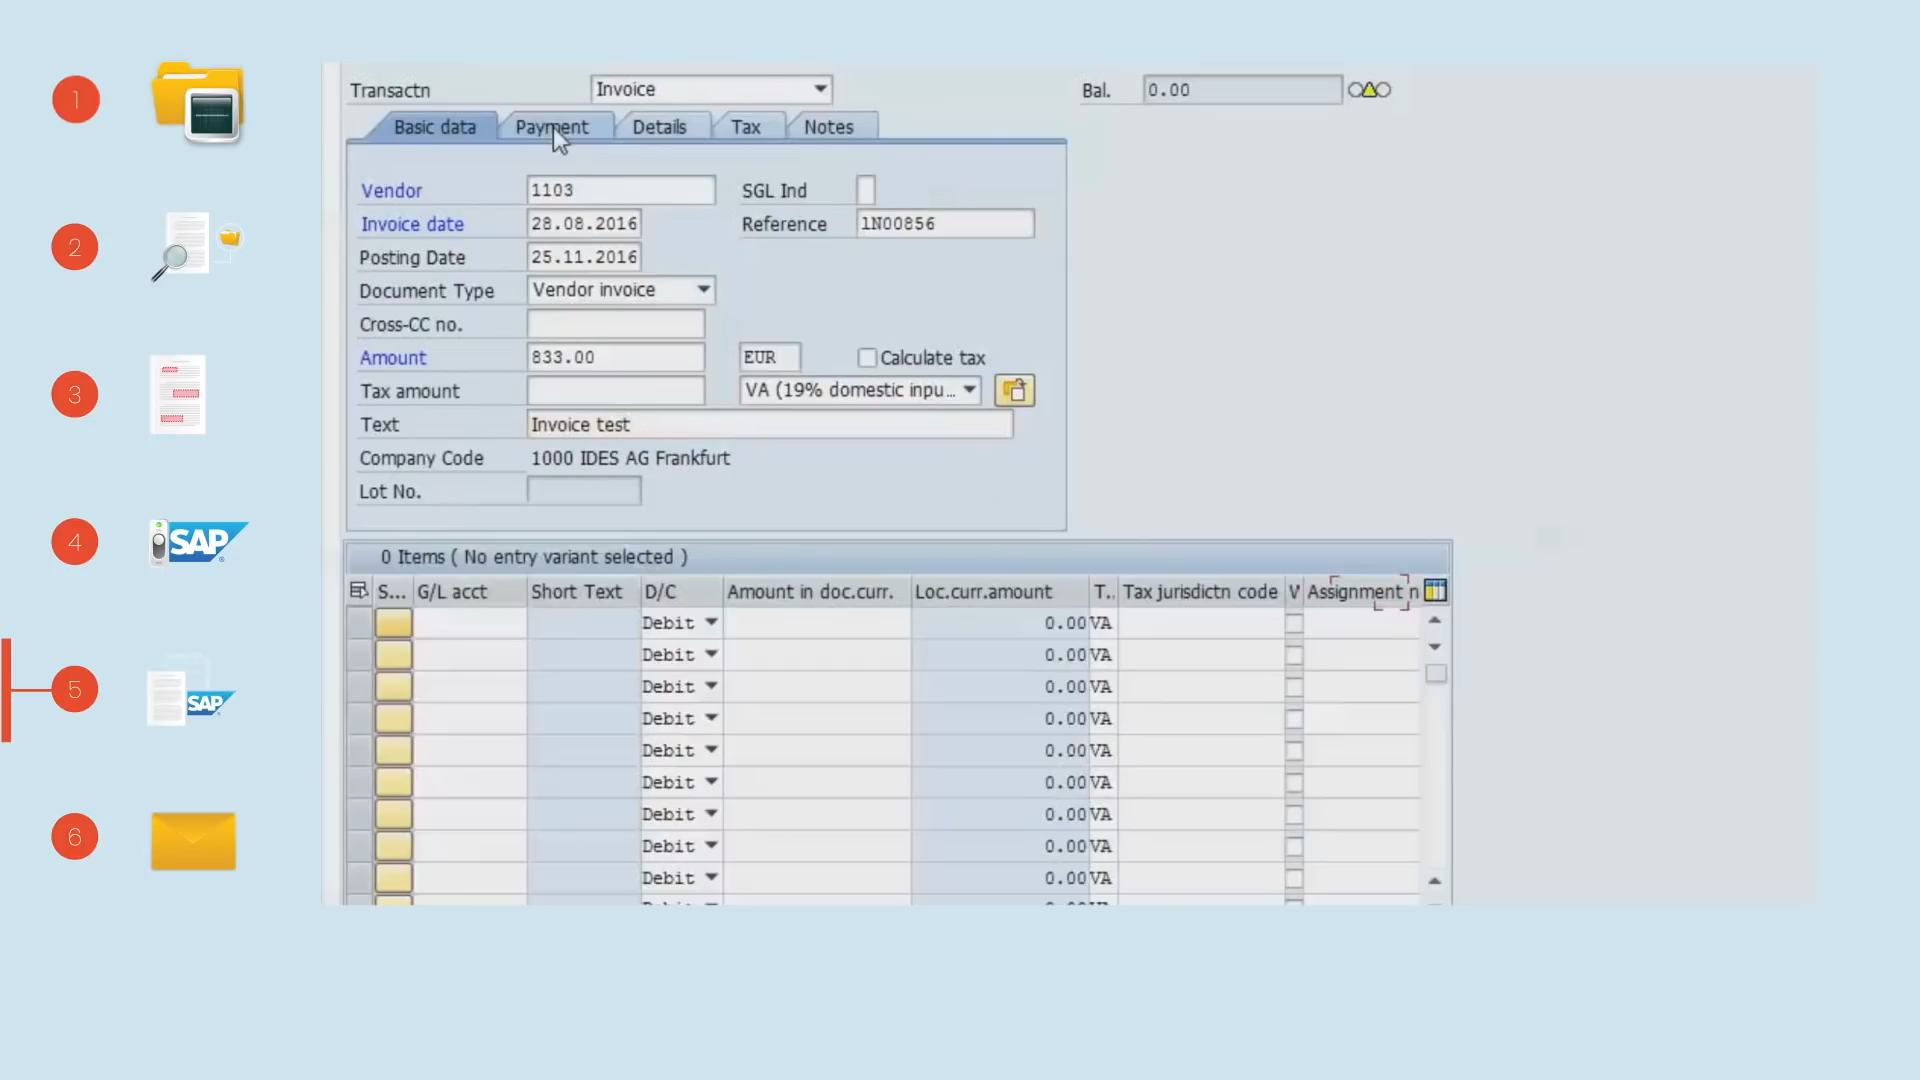 1
2
3
4
5
6
SAP
SAP
Transactn Invoice Bal. 0.00
Basic data Payment Details Tax Notes
Vendor 1103 SGL Ind
Invoice date 28.08.2016 Reference 1N00856
Posting Date 25.11.2016
Document Type Vendor invoice
Cross-CC no.
Amount 833.00 EUR Calculate tax
Tax amount VA (19% domestic inpu...
Text Invoice test
Company Code 1000 IDES AG Frankfurt
Lot No.
0 Items ( No entry variant selected )
S... G/L acct Short Text D/C Amount in doc.curr. Loc.curr.amount T.. Tax jurisdictn code V Assignment n
Debit 0.00 VA
Debit 0.00 VA
Debit 0.00 VA
Debit 0.00 VA
Debit 0.00 VA
Debit 0.00 VA
Debit 0.00 VA
Debit 0.00 VA
Debit 0.00 VA